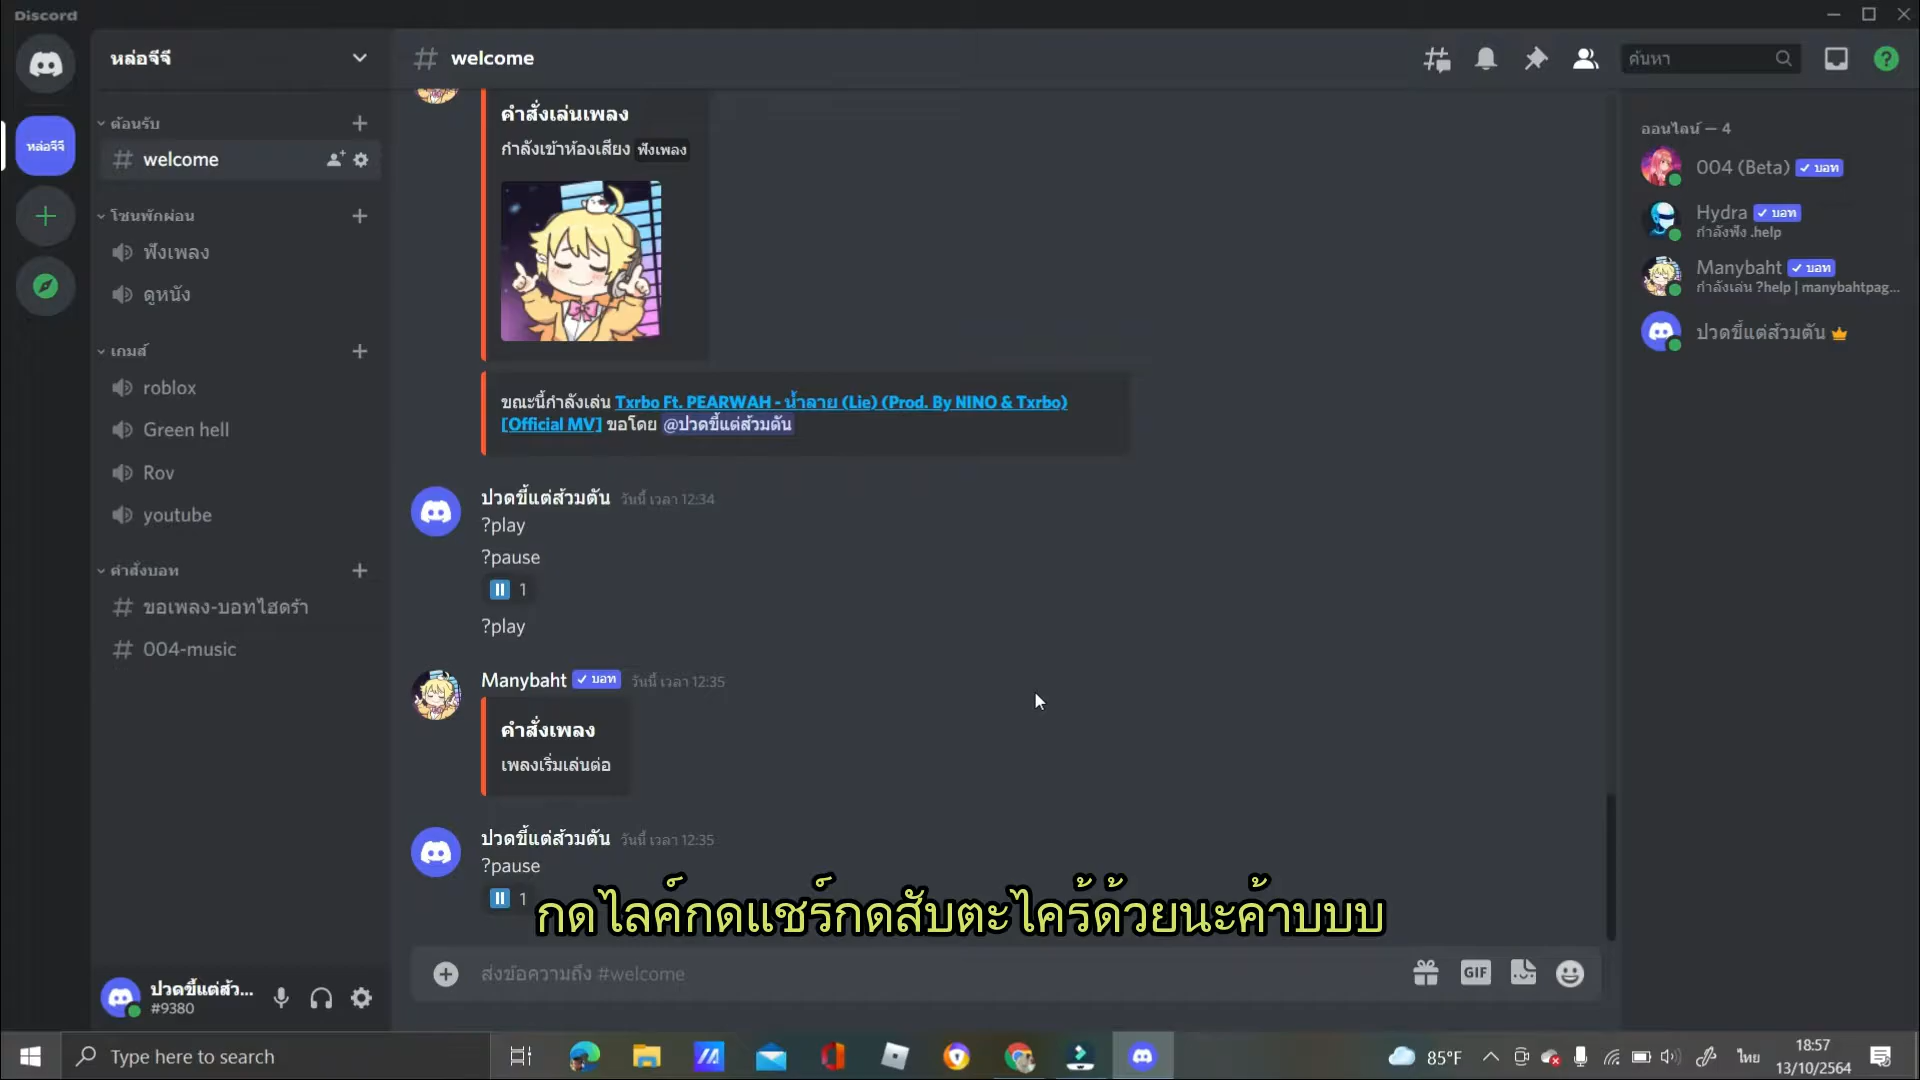 Discord
หล่อจีจี
welcome
ค้นหา
หล่อจีจี
ต้อนรับ
welcome
โซนพักผ่อน
ฟังเพลง
ดูหนัง
เกมส์
roblox
Green hell
Rov
youtube
คำสั่งบอท
ขอเพลง-บอทไฮดร้า
004-music
คำสั่งเล่นเพลง
กำลังเข้าห้องเสียง ฟังเพลง
ขณะนี้กำลังเล่น Txrbo Ft. PEARWAH - น้ำลาย (Lie) (Prod. By NINO & Txrbo)
[Official MV] ขอโดย @ปวดขี้แต่ส้วมตัน
ปวดขี้แต่ส้วมตัน วันนี้ เวลา 12:34
?play
?pause
1
?play
Manybaht บอท วันนี้ เวลา 12:35
คำสั่งเพลง
เพลงเริ่มเล่นต่อ
ปวดขี้แต่ส้วมตัน วันนี้ เวลา 12:35
?pause
1
กดไลค์กดแชร์กดสับตะไคร้ด้วยนะค้าบบบ
ส่งข้อความถึง #welcome
GIF
ออนไลน์ — 4
004 (Beta) บอท
Hydra บอท
กำลังฟัง .help
Manybaht บอท
กำลังเล่น ?help | manybahtpag...
ปวดขี้แต่ส้วมตัน
ปวดขี้แต่ส้ว...
#9380
Type here to search
85°F
ไทย
18:57
13/10/2564